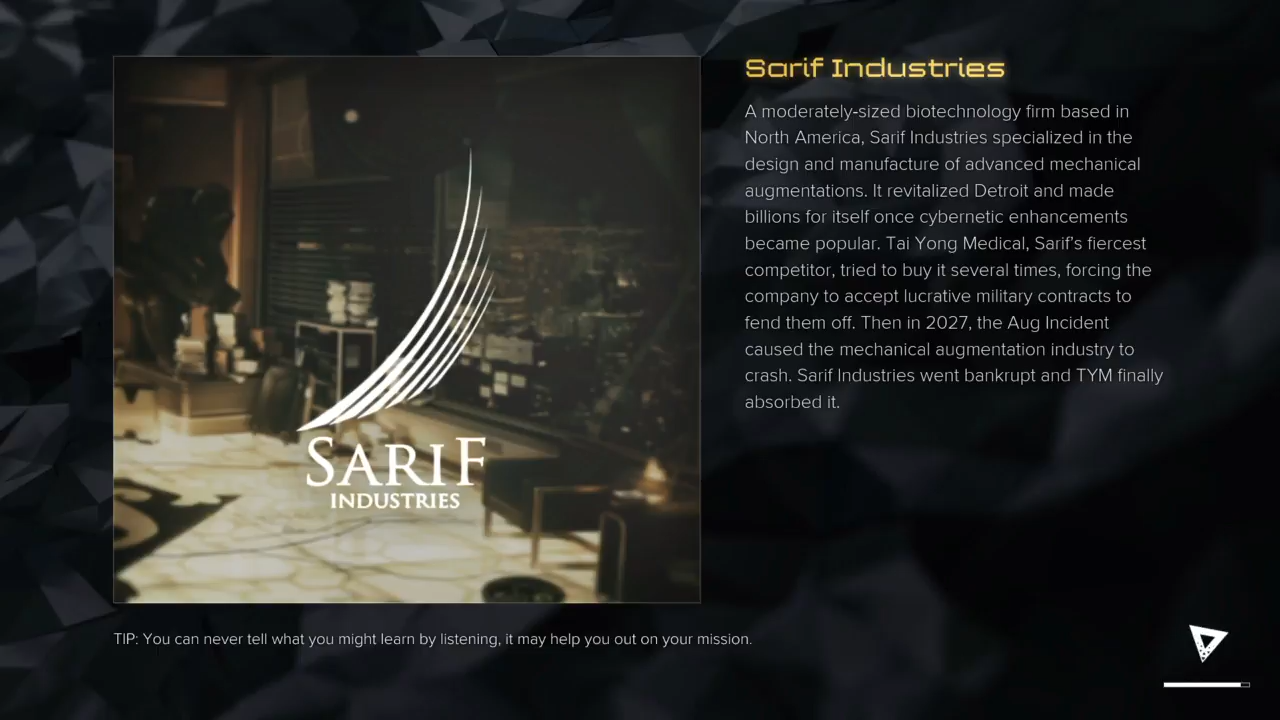 Sarif Industries
A moderately-sized biotechnology firm based in
North America, Sarif Industries specialized in the
design and manufacture of advanced mechanical
augmentations. It revitalized Detroit and made
billions for itself once cybernetic enhancements
became popular. Tai Yong Medical, Sarif's fiercest
competitor, tried to buy it several times, forcing the
company to accept lucrative military contracts to
fend them off. Then in 2027, the Aug Incident
caused the mechanical augmentation industry to
crash. Sarif Industries went bankrupt and TYM finally
absorbed it.
SARIF
INDUSTRIES
TIP: You can never tell what you might learn by listening, it may help you out on your mission.